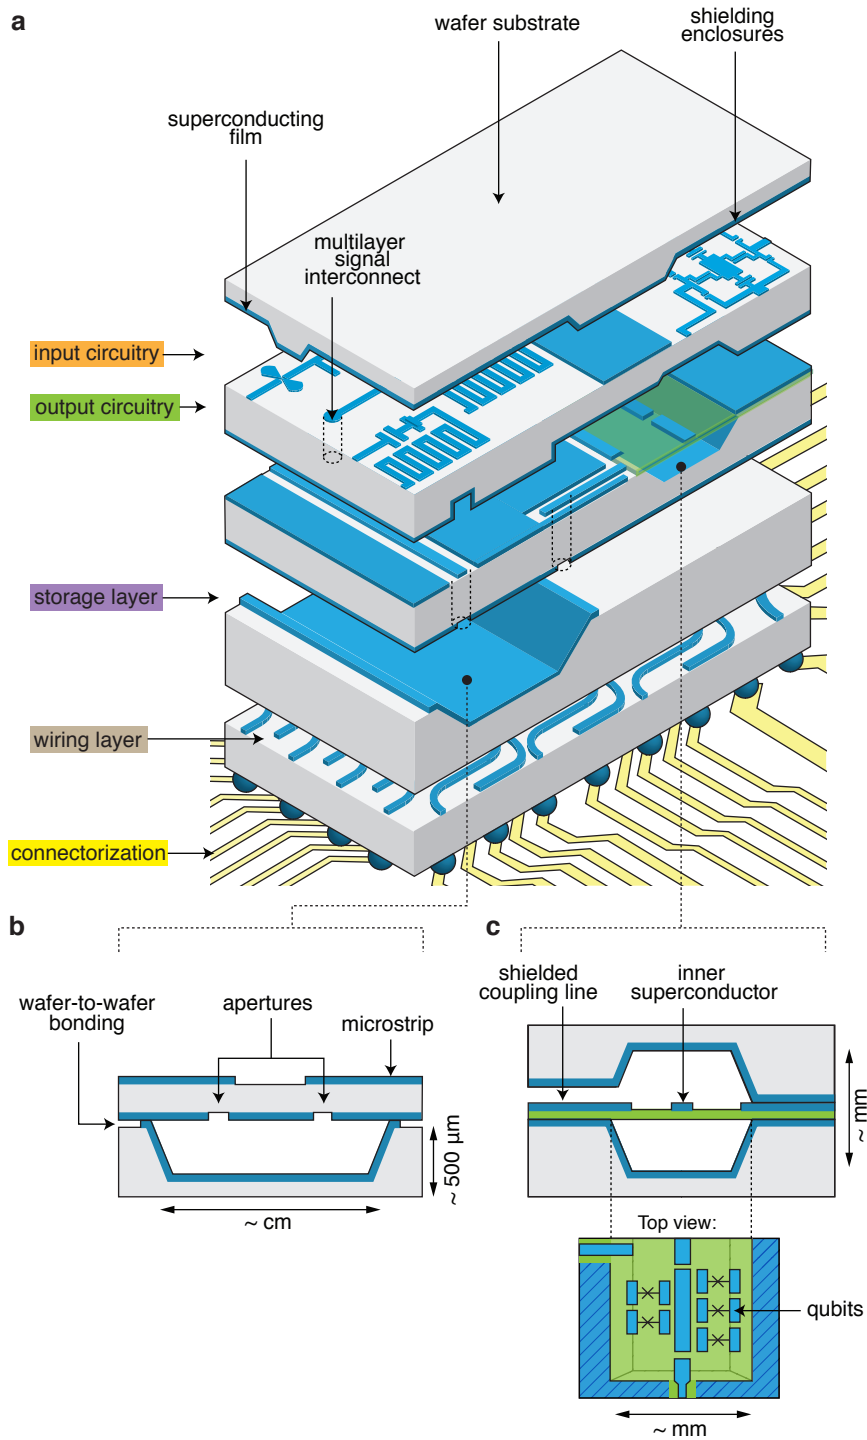 a
wafer substrate
shielding
enclosures
superconducting
film
multilayer
signal
interconnect
input circuitry
output circuitry
storage layer
wiring layer
connectorization
b
wafer-to-wafer
bonding
apertures
microstrip
~ 500 µm
~ cm
c
shielded
coupling line
inner
superconductor
~ mm
Top view:
qubits
~ mm